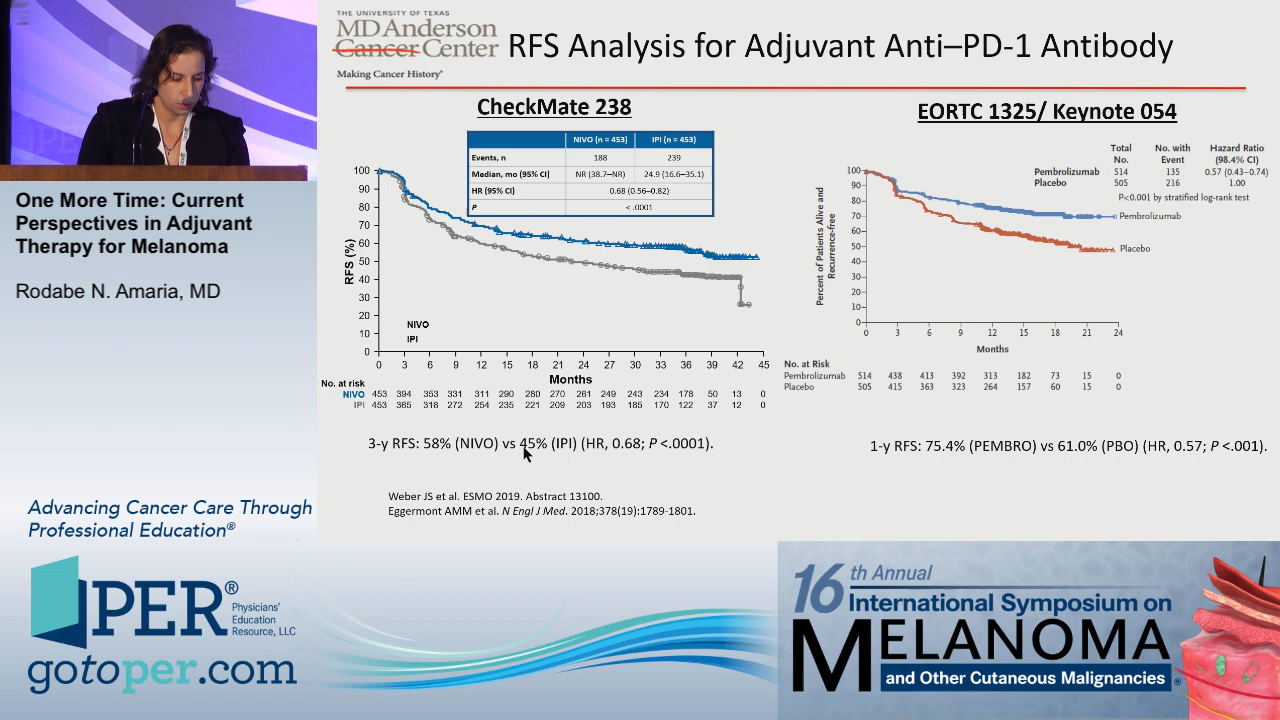 THE UNIVERSITY OF TEXAS
MD Anderson
Cancer Center
Making Cancer History®
RFS Analysis for Adjuvant Anti–PD-1 Antibody
CheckMate 238
NIVO (n = 453) IPI (n = 453)
Events, n 188 239
Median, mo (95% CI) NR (38.7–NR) 24.9 (16.6–35.1)
HR (95% CI) 0.68 (0.56–0.82)
P < .0001
RFS (%)
100
90
80
70
60
50
40
30
20
10
0
NIVO
IPI
0 3 6 9 12 15 18 21 24 27 30 33 36 39 42 45
Months
No. at risk
NIVO 453 394 353 331 311 290 280 270 261 249 243 234 178 50 13 0
IPI 453 365 318 272 254 235 221 209 203 193 185 170 122 37 12 0
3-y RFS: 58% (NIVO) vs 45% (IPI) (HR, 0.68; P <.0001).
EORTC 1325/ Keynote 054
Total No. No. with Event Hazard Ratio (98.4% CI)
Pembrolizumab 514 135 0.57 (0.43–0.74)
Placebo 505 216 1.00
P<0.001 by stratified log-rank test
Percent of Patients Alive and
Recurrence-free
100
90
80
70
60
50
40
30
20
10
0
Pembrolizumab
Placebo
0 3 6 9 12 15 18 21 24
Months
No. at Risk
Pembrolizumab 514 438 413 392 313 182 73 15 0
Placebo 505 415 363 323 264 157 60 15 0
1-y RFS: 75.4% (PEMBRO) vs 61.0% (PBO) (HR, 0.57; P <.001).
Weber JS et al. ESMO 2019. Abstract 13100.
Eggermont AMM et al. N Engl J Med. 2018;378(19):1789-1801.
PER
One More Time: Current
Perspectives in Adjuvant
Therapy for Melanoma
Rodabe N. Amaria, MD
Advancing Cancer Care Through
Professional Education®
PER®
Physicians'
Education
Resource, LLC
gotoper.com
16th Annual
International Symposium on
MELANOMA
and Other Cutaneous Malignancies®